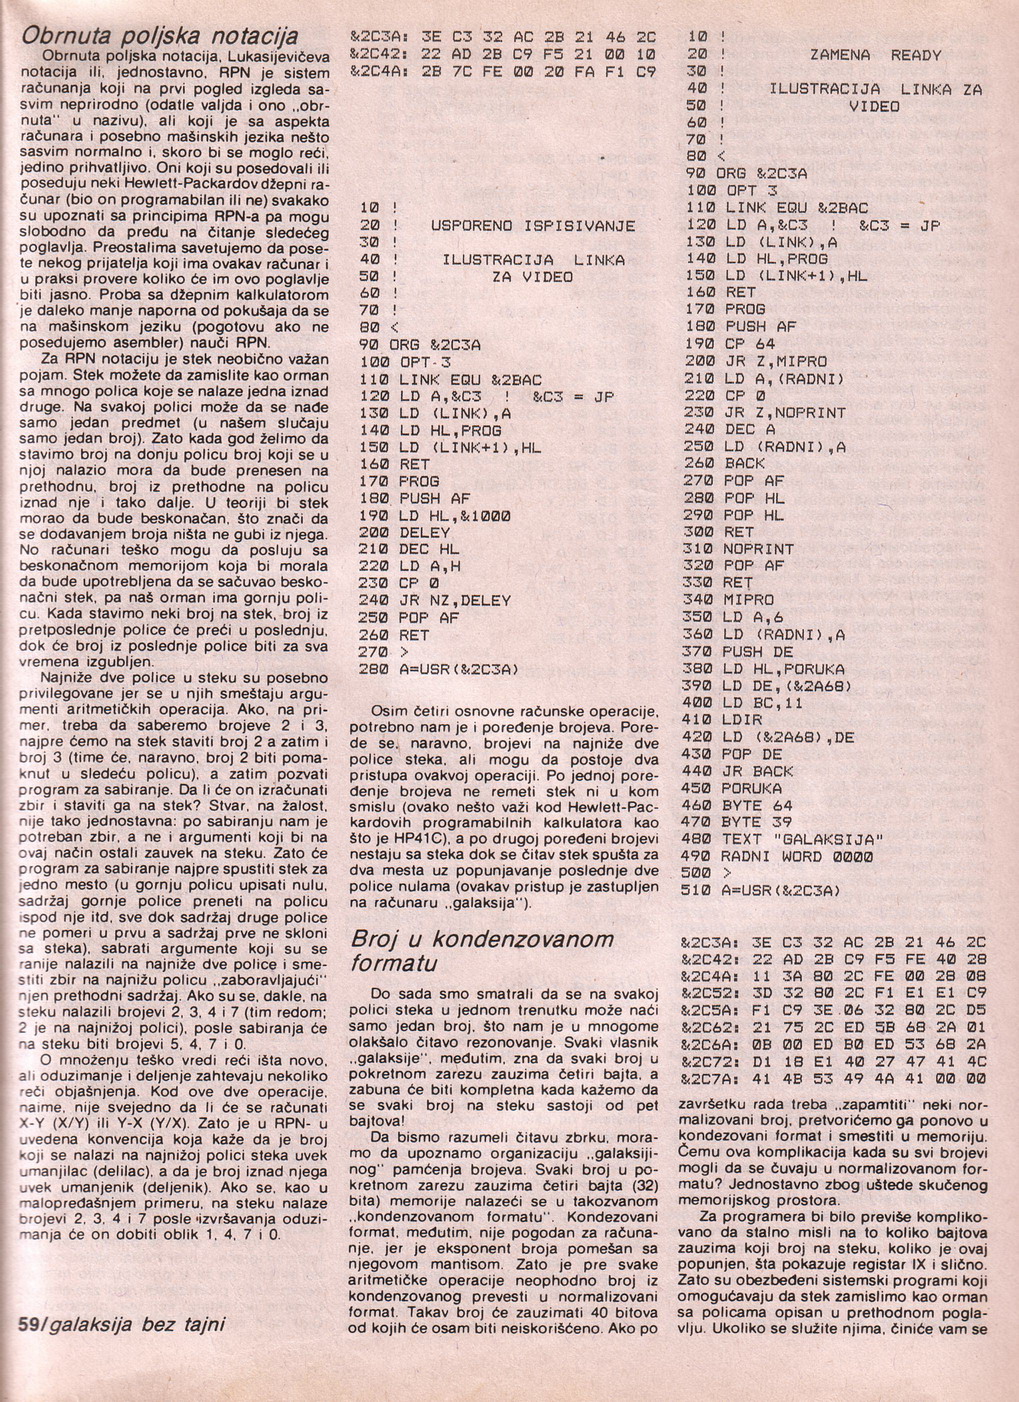 Obrnuta poljska notacija
Obrnuta poljska notacija, Lukasijevičeva
notacija ili, jednostavno, RPN je sistem
računanja koji na prvi pogled izgleda sa-
svim neprirodno (odatle valjda i ono „obr-
nuta" u nazivu), ali koji je sa aspekta
računara i posebno mašinskih jezika nešto
sasvim normalno i, skoro bi se moglo reći,
jedino prihvatljivo. Oni koji su posedovali ili
poseduju neki Hewlett-Packardov džepni ra-
čunar (bio on programabilan ili ne) svakako
su upoznati sa principima RPN-a pa mogu
slobodno da pređu na čitanje sledećeg
poglavlja. Preostalima savetujemo da pose-
te nekog prijatelja koji ima ovakav računar i
u praksi provere koliko će im ovo poglavlje
biti jasno. Proba sa džepnim kalkulatorom
je daleko manje naporna od pokušaja da se
na mašinskom jeziku (pogotovu ako ne
posedujemo asembler) nauči RPN.
Za RPN notaciju je stek neobično važan
pojam. Stek možete da zamislite kao orman
sa mnogo polica koje se nalaze jedna iznad
druge. Na svakoj polici može da se nađe
samo jedan predmet (u našem slučaju
samo jedan broj). Zato kada god želimo da
stavimo broj na donju policu broj koji se u
njoj nalazio mora da bude prenesen na
prethodnu, broj iz prethodne na policu
iznad nje i tako dalje. U teoriji bi stek
morao da bude beskonačan, što znači da
se dodavanjem broja ništa ne gubi iz njega.
No računari teško mogu da posluju sa
beskonačnom memorijom koja bi morala
da bude upotrebljena da se sačuvao besko-
načni stek, pa naš orman ima gornju poli-
cu. Kada stavimo neki broj na stek, broj iz
pretposlednje police će preći u poslednju,
dok će broj iz poslednje police biti za sva
vremena izgubljen.
Najniže dve police u steku su posebno
privilegovane jer se u njih smeštaju argu-
menti aritmetičkih operacija. Ako, na pri-
mer, treba da saberemo brojeve 2 i 3,
najpre ćemo na stek staviti broj 2 a zatim i
broj 3 (time će, naravno, broj 2 biti pomak-
nut u sledeću policu), a zatim pozvati
program za sabiranje. Da li će on izračunati
zbir i staviti ga na stek? Stvar, na žalost,
nije tako jednostavna: po sabiranju nam je
potreban zbir, a ne i argumenti koji bi na
ovaj način ostali zauvek na steku. Zato će
program za sabiranje najpre spustiti stek za
jedno mesto (u gornju policu upisati nulu,
sadržaj gornje police preneti na policu
ispod nje itd, sve dok sadržaj druge police
ne pomeri u prvu a sadržaj prve ne skloni
sa steka), sabrati argumente koji su se
ranije nalazili na najniže dve police i sme-
stiti zbir na najnižu policu „zaboravljajući"
njen prethodni sadržaj. Ako su se, dakle, na
steku nalazili brojevi 2, 3, 4 i 7 (tim redom;
2 je na najnižoj polici), posle sabiranja će
na steku biti brojevi 5, 4, 7 i 0.
O množenju teško vredi reći išta novo,
ali oduzimanje i deljenje zahtevaju nekoliko
reči objašnjenja. Kod ove dve operacije,
naime, nije svejedno da li će se računati
X-Y (X/Y) ili Y-X (Y/X). Zato je u RPN- u
uvedena konvencija koja kaže da je broj
koji se nalazi na najnižoj polici steka uvek
umanjilac (delilac), a da je broj iznad njega
uvek umanjenik (deljenik). Ako se, kao u
malopređašnjem primeru, na steku nalaze
brojevi 2, 3, 4 i 7 posle izvršavanja oduzi-
manja će on dobiti oblik 1, 4, 7 i 0.
59/galaksija bez tajni
&2C3A: 3E C3 32 AC 2B 21 46 2C
&2C42: 22 AD 2B C9 F5 21 00 10
&2C4A: 2B 7C FE 00 20 FA F1 C9
10 !
20 ! USPORENO ISPISIVANJE
30 !
40 ! ILUSTRACIJA LINKA
50 ! ZA VIDEO
60 !
70 !
80 <
90 ORG &2C3A
100 OPT-3
110 LINK EQU &2BAC
120 LD A,&C3 ! &C3 = JP
130 LD (LINK),A
140 LD HL,PROG
150 LD (LINK+1),HL
160 RET
170 PROG
180 PUSH AF
190 LD HL,&1000
200 DELEY
210 DEC HL
220 LD A,H
230 CP 0
240 JR NZ,DELEY
250 POP AF
260 RET
270 >
280 A=USR(&2C3A)
Osim četiri osnovne računske operacije,
potrebno nam je i poređenje brojeva. Pore-
de se, naravno, brojevi na najniže dve
police steka, ali mogu da postoje dva
pristupa ovakvoj operaciji. Po jednoj pore-
đenje brojeva ne remeti stek ni u kom
smislu (ovako nešto važi kod Hewlett-Pac-
kardovih programabilnih kalkulatora kao
što je HP41C), a po drugoj poređeni brojevi
nestaju sa steka dok se čitav stek spušta za
dva mesta uz popunjavanje poslednje dve
police nulama (ovakav pristup je zastupljen
na računaru „galaksija").
Broj u kondenzovanom
formatu
Do sada smo smatrali da se na svakoj
polici steka u jednom trenutku može naći
samo jedan broj, što nam je u mnogome
olakšalo čitavo rezonovanje. Svaki vlasnik
„galaksije", međutim, zna da svaki broj u
pokretnom zarezu zauzima četiri bajta, a
zabuna će biti kompletna kada kažemo da
se svaki broj na steku sastoji od pet
bajtova!
Da bismo razumeli čitavu zbrku, mora-
mo da upoznamo organizaciju „galaksiji-
nog" pamćenja brojeva. Svaki broj u po-
kretnom zarezu zauzima četiri bajta (32)
bita) memorije nalazeći se u takozvanom
„kondenzovanom formatu". Kondezovani
format, međutim, nije pogodan za računa-
nje, jer je eksponent broja pomešan sa
njegovom mantisom. Zato je pre svake
aritmetičke operacije neophodno broj iz
kondenzovanog prevesti u normalizovani
format. Takav broj će zauzimati 40 bitova
od kojih će osam biti neiskorišćeno. Ako po
10 !
20 ! ZAMENA READY
30 !
40 ! ILUSTRACIJA LINKA ZA
50 ! VIDEO
60 !
70 !
80 <
90 ORG &2C3A
100 OPT 3
110 LINK EQU &2BAC
120 LD A,&C3 ! &C3 = JP
130 LD (LINK),A
140 LD HL,PROG
150 LD (LINK+1),HL
160 RET
170 PROG
180 PUSH AF
190 CP 64
200 JR Z,MIPRO
210 LD A,(RADNI)
220 CP 0
230 JR Z,NOPRINT
240 DEC A
250 LD (RADNI),A
260 BACK
270 POP AF
280 POP HL
290 POP HL
300 RET
310 NOPRINT
320 POP AF
330 RET
340 MIPRO
350 LD A,6
360 LD (RADNI),A
370 PUSH DE
380 LD HL,PORUKA
390 LD DE,(&2A68)
400 LD BC,11
410 LDIR
420 LD (&2A68),DE
430 POP DE
440 JR BACK
450 PORUKA
460 BYTE 64
470 BYTE 39
480 TEXT "GALAKSIJA"
490 RADNI WORD 0000
500 >
510 A=USR(&2C3A)
&2C3A: 3E C3 32 AC 2B 21 46 2C
&2C42: 22 AD 2B C9 F5 FE 40 28
&2C4A: 11 3A 80 2C FE 00 28 08
&2C52: 3D 32 80 2C F1 E1 E1 C9
&2C5A: F1 C9 3E 06 32 80 2C D5
&2C62: 21 75 2C ED 5B 68 2A 01
&2C6A: 0B 00 ED B0 ED 53 68 2A
&2C72: D1 18 E1 40 27 47 41 4C
&2C7A: 41 4B 53 49 4A 41 00 00
završetku rada treba „zapamtiti" neki nor-
malizovani broj, pretvorićemo ga ponovo u
kondezovani format i smestiti u memoriju.
Čemu ova komplikacija kada su svi brojevi
mogli da se čuvaju u normalizovanom for-
matu? Jednostavno zbog uštede skučenog
memorijskog prostora.
Za programera bi bilo previše kompliko-
vano da stalno misli na to koliko bajtova
zauzima koji broj na steku, koliko je ovaj
popunjen, šta pokazuje registar IX i slično.
Zato su obezbeđeni sistemski programi koji
omogućavaju da stek zamislimo kao orman
sa policama opisan u prethodnom pogla-
vlju. Ukoliko se služite njima, činiće vam se